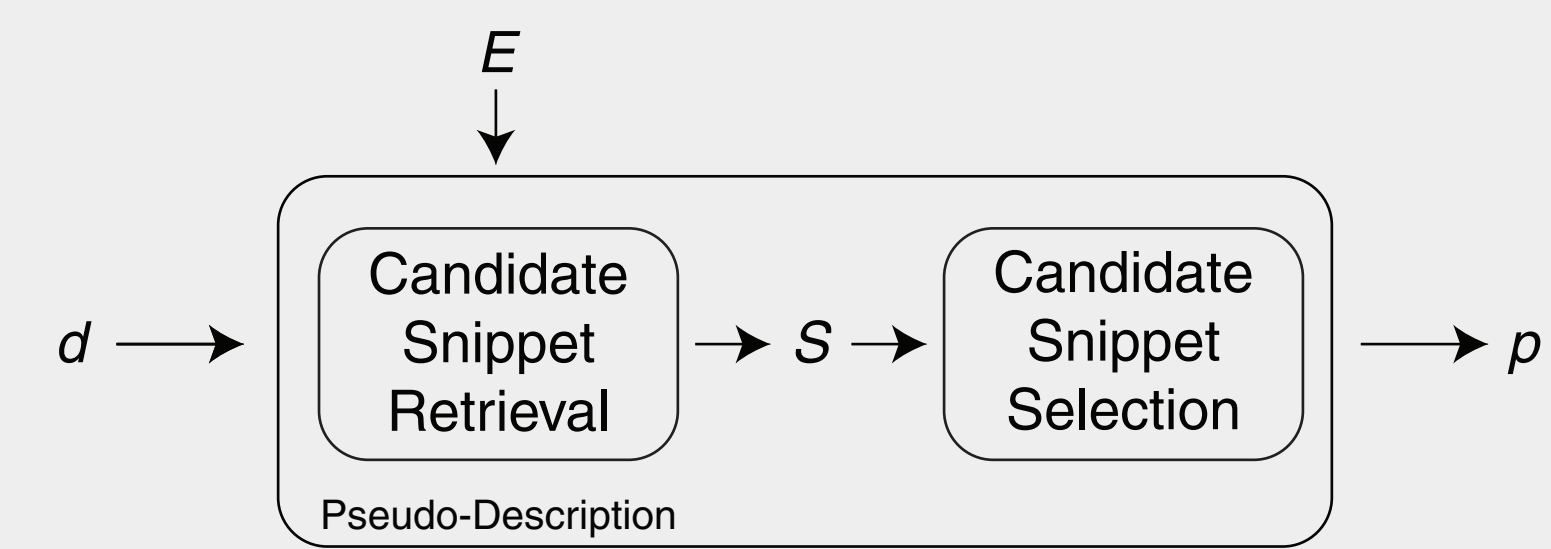 E
d
Candidate
Snippet
Retrieval
S
Candidate
Snippet
Selection
p
Pseudo-Description